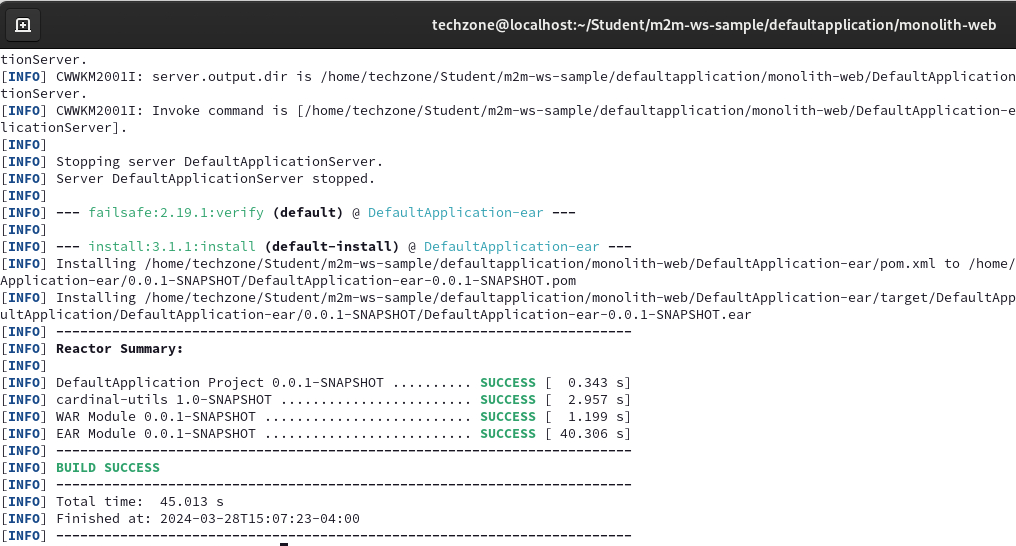 techzone@localhost:~/Student/m2m-ws-sample/defaultapplication/monolith-web
tionServer.
[INFO] CWWKM2001I: server.output.dir is /home/techzone/Student/m2m-ws-sample/defaultapplication/monolith-web/DefaultApplication
tionServer.
[INFO] CWWKM2001I: Invoke command is [/home/techzone/Student/m2m-ws-sample/defaultapplication/monolith-web/DefaultApplication-e
licationServer].
[INFO]
[INFO] Stopping server DefaultApplicationServer.
[INFO] Server DefaultApplicationServer stopped.
[INFO]
[INFO] --- failsafe:2.19.1:verify (default) @ DefaultApplication-ear ---
[INFO]
[INFO] --- install:3.1.1:install (default-install) @ DefaultApplication-ear ---
[INFO] Installing /home/techzone/Student/m2m-ws-sample/defaultapplication/monolith-web/DefaultApplication-ear/pom.xml to /home/
Application-ear/0.0.1-SNAPSHOT/DefaultApplication-ear-0.0.1-SNAPSHOT.pom
[INFO] Installing /home/techzone/Student/m2m-ws-sample/defaultapplication/monolith-web/DefaultApplication-ear/target/DefaultApp
ultApplication/DefaultApplication-ear/0.0.1-SNAPSHOT/DefaultApplication-ear-0.0.1-SNAPSHOT.ear
[INFO] ------------------------------------------------------------------------
[INFO] Reactor Summary:
[INFO]
[INFO] DefaultApplication Project 0.0.1-SNAPSHOT .......... SUCCESS [  0.343 s]
[INFO] cardinal-utils 1.0-SNAPSHOT ........................ SUCCESS [  2.957 s]
[INFO] WAR Module 0.0.1-SNAPSHOT .......................... SUCCESS [  1.199 s]
[INFO] EAR Module 0.0.1-SNAPSHOT .......................... SUCCESS [ 40.306 s]
[INFO] ------------------------------------------------------------------------
[INFO] BUILD SUCCESS
[INFO] ------------------------------------------------------------------------
[INFO] Total time:  45.013 s
[INFO] Finished at: 2024-03-28T15:07:23-04:00
[INFO] ------------------------------------------------------------------------